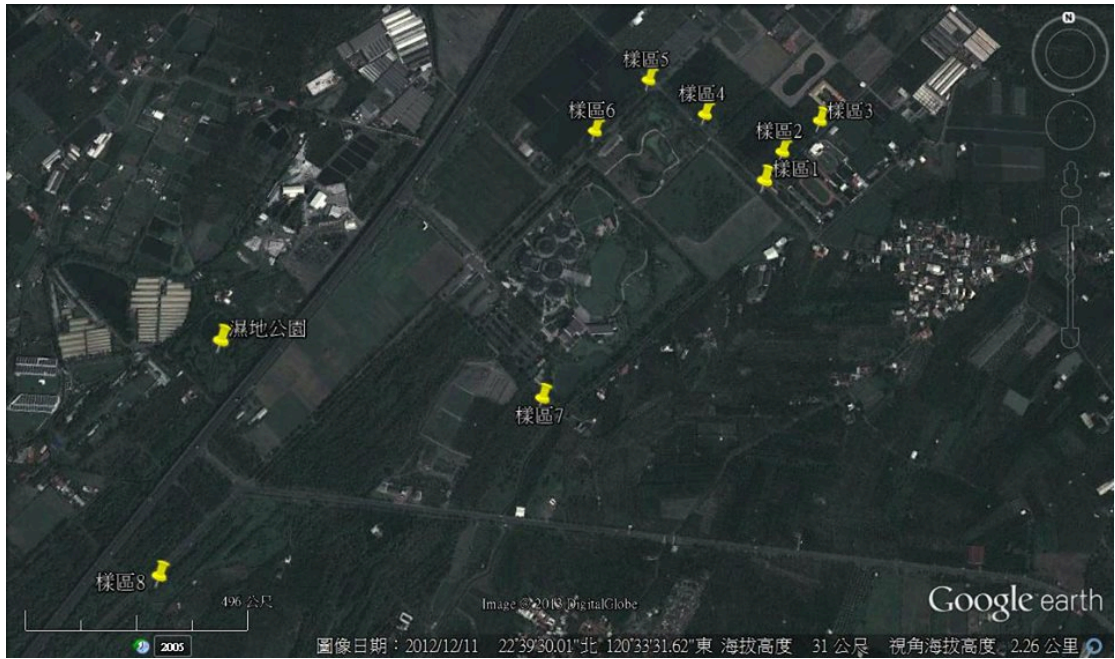 N
樣區5
樣區4
樣區6
樣區3
樣區2
樣區1
濕地公園
樣區7
樣區8
496 公尺
Image © 2013 DigitalGlobe
Google earth
2005
圖像日期：2012/12/11 22°39'30.01"北 120°33'31.62"東 海拔高度 31 公尺 視角海拔高度 2.26 公里